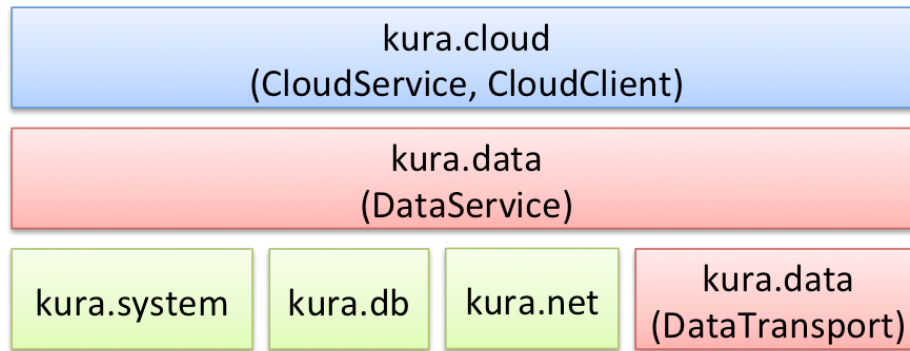 kura.cloud
(CloudService, CloudClient)
kura.data
(DataService)
kura.system
kura.db
kura.net
kura.data
(DataTransport)